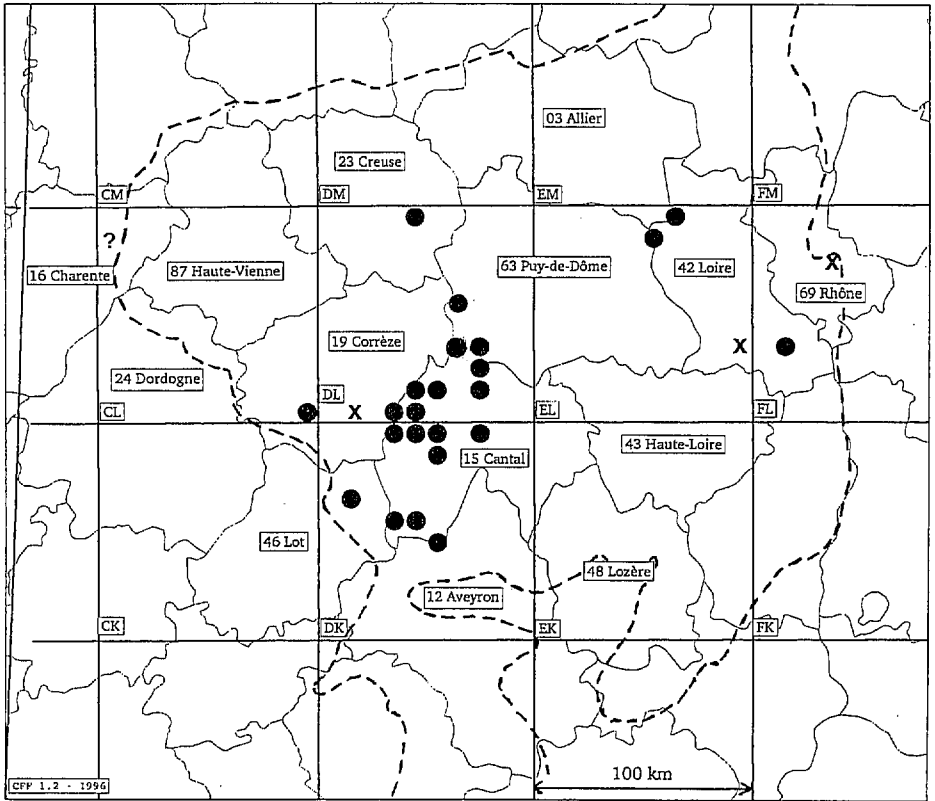 03 Allier
23 Creuse
CM
DM
EM
FM
?
16 Charente
87 Haute-Vienne
63 Puy-de-Dôme
42 Loire
X
69 Rhône
19 Corrèze
X
24 Dordogne
DL
CL
X
EL
FL
15 Cantal
43 Haute-Loire
46 Lot
48 Lozère
12 Aveyron
CK
DK
EK
FK
100 km
CFF 1.2 - 1996